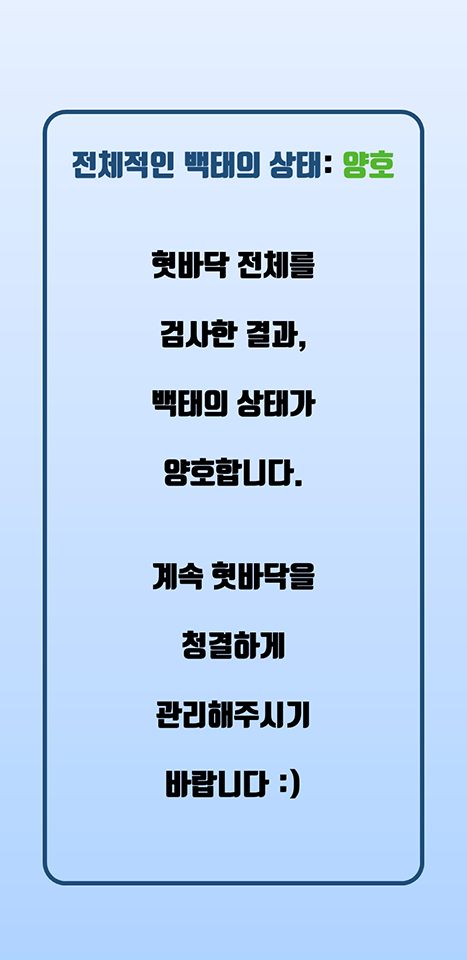 전체적인 백태의 상태: 양호
혓바닥 전체를
검사한 결과,
백태의 상태가
양호합니다.
계속 혓바닥을
청결하게
관리해주시기
바랍니다 :)